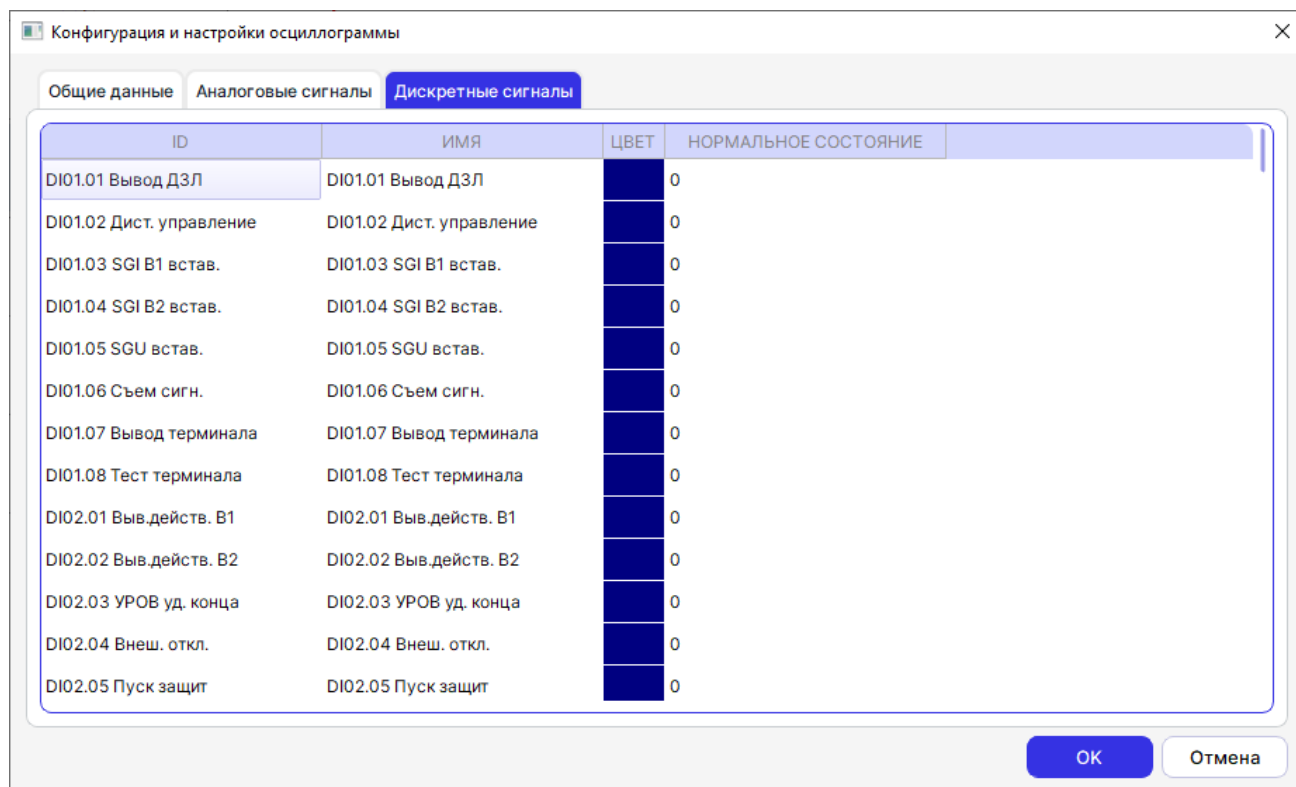 Конфигурация и настройки осциллограммы
Общие данные Аналоговые сигналы Дискретные сигналы
ID ИМЯ ЦВЕТ НОРМАЛЬНОЕ СОСТОЯНИЕ
DI01.01 Вывод ДЗЛ DI01.01 Вывод ДЗЛ 0
DI01.02 Дист. управление DI01.02 Дист. управление 0
DI01.03 SGI B1 встав. DI01.03 SGI B1 встав. 0
DI01.04 SGI B2 встав. DI01.04 SGI B2 встав. 0
DI01.05 SGU встав. DI01.05 SGU встав. 0
DI01.06 Съем сигн. DI01.06 Съем сигн. 0
DI01.07 Вывод терминала DI01.07 Вывод терминала 0
DI01.08 Тест терминала DI01.08 Тест терминала 0
DI02.01 Выв.действ. В1 DI02.01 Выв.действ. В1 0
DI02.02 Выв.действ. В2 DI02.02 Выв.действ. В2 0
DI02.03 УРОВ уд. конца DI02.03 УРОВ уд. конца 0
DI02.04 Внеш. откл. DI02.04 Внеш. откл. 0
DI02.05 Пуск защит DI02.05 Пуск защит 0
OK Отмена